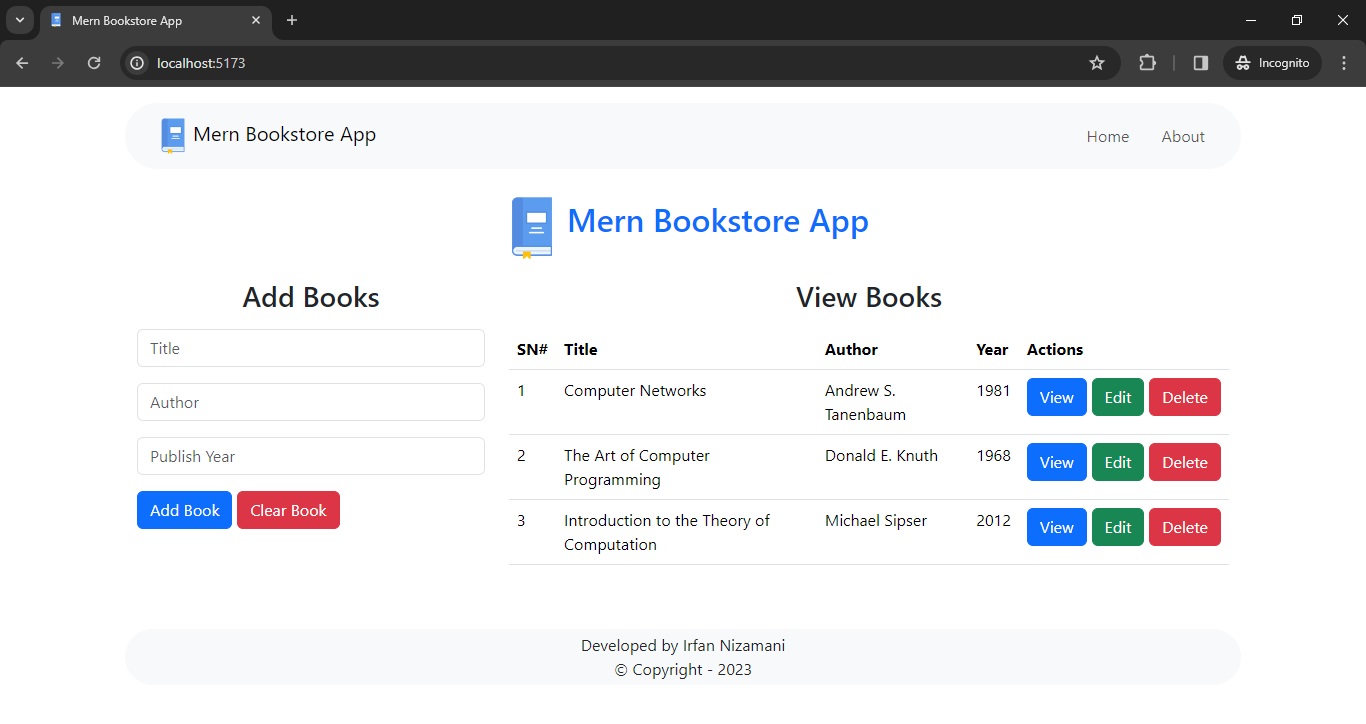 Mern Bookstore App
localhost:5173
Incognito
Mern Bookstore App
Home About
Mern Bookstore App
Add Books
Title
Author
Publish Year
Add Book Clear Book
View Books
SN# Title Author Year Actions
1 Computer Networks Andrew S. 1981 View Edit Delete
Tanenbaum
2 The Art of Computer Donald E. Knuth 1968 View Edit Delete
Programming
3 Introduction to the Theory of Michael Sipser 2012 View Edit Delete
Computation
Developed by Irfan Nizamani
© Copyright - 2023